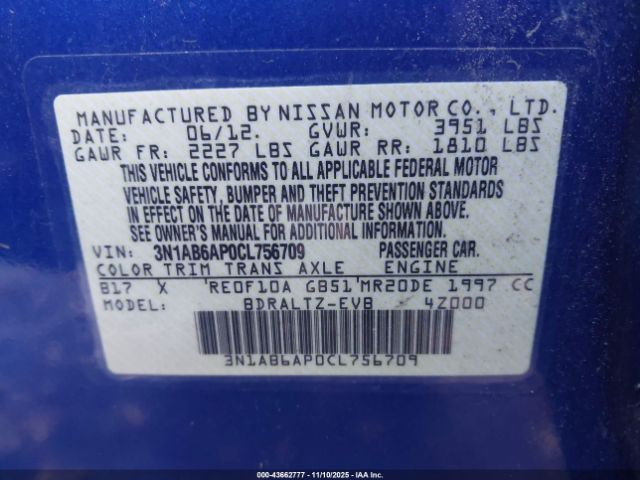 MANUFACTURED BY NISSAN MOTOR CO., LTD.
DATE: 06/12. GVWR: 3951 LBS
GAWR FR: 2227 LBS GAWR RR: 1810 LBS
THIS VEHICLE CONFORMS TO ALL APPLICABLE FEDERAL MOTOR
VEHICLE SAFETY, BUMPER AND THEFT PREVENTION STANDARDS
IN EFFECT ON THE DATE OF MANUFACTURE SHOWN ABOVE.
SEE OWNER'S MANUAL FOR ADDITIONAL INFORMATION.
VIN: 3N1AB6AP0CL756709 PASSENGER CAR.
COLOR TRIM TRANS AXLE ENGINE
B17 X RE0F10A GB51 MR20DE 1997 CC
MODEL: BDRALTZ-EVB 4Z000
3N1AB6AP0CL756709
000-43662777 - 11/10/2025 - IAA Inc.